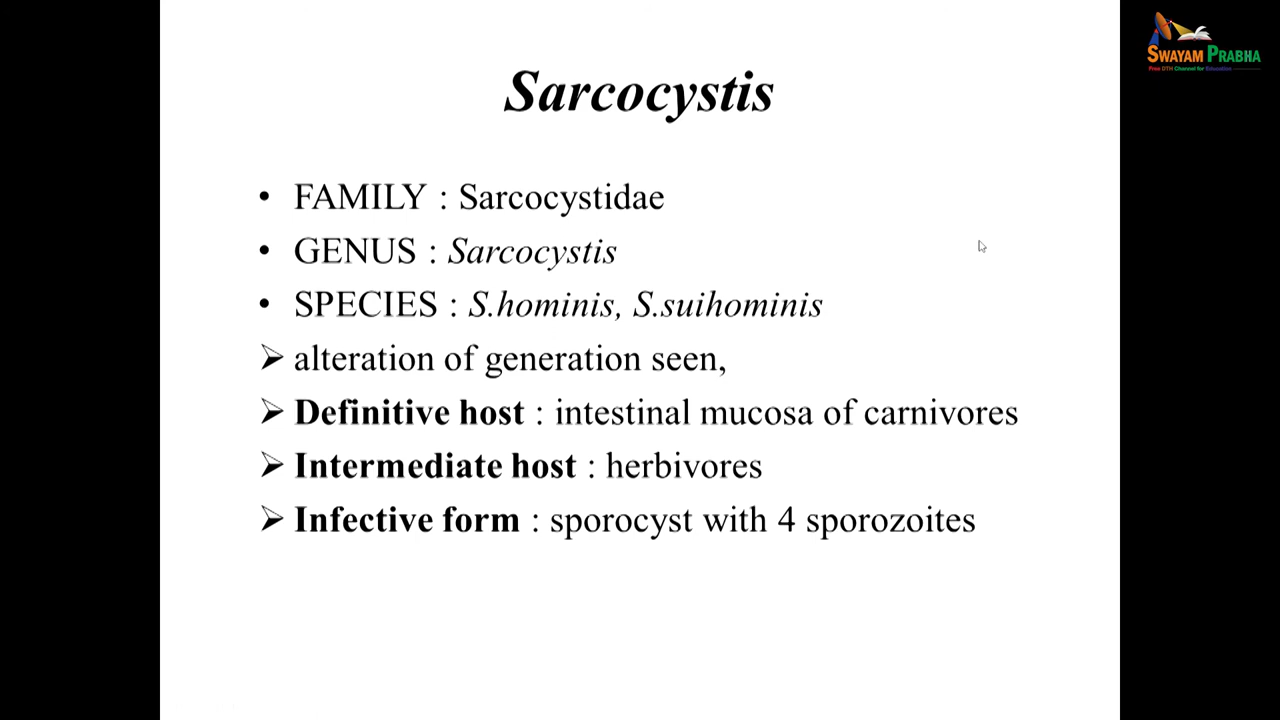 SWAYAM PRABHA
Free DTH Channel for Education
Sarcocystis
• FAMILY : Sarcocystidae
• GENUS : Sarcocystis
• SPECIES : S.hominis, S.suihominis
➢ alteration of generation seen,
➢ Definitive host : intestinal mucosa of carnivores
➢ Intermediate host : herbivores
➢ Infective form : sporocyst with 4 sporozoites